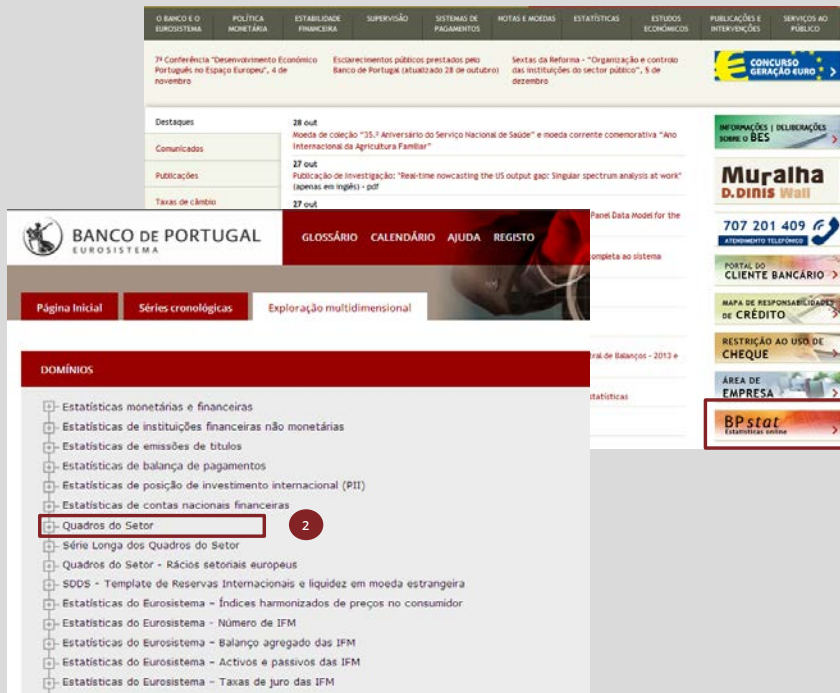 O BANCO E O EUROSISTEMA
POLÍTICA MONETÁRIA
ESTABILIDADE FINANCEIRA
SUPERVISÃO
SISTEMAS DE PAGAMENTOS
NOTAS E MOEDAS
ESTATÍSTICAS
ESTUDOS ECONÓMICOS
PUBLICAÇÕES E INTERVENÇÕES
SERVIÇOS AO PÚBLICO
7ª Conferência "Desenvolvimento Económico
Português no Espaço Europeu", 4 de
novembro
Esclarecimentos públicos prestados pelo
Banco de Portugal (atualizado 28 de outubro)
Sextas da Reforma - "Organização e controlo
das instituições do sector público", 5 de
dezembro
CONCURSO
GERAÇÃO €URO
Destaques
Comunicados
Publicações
Taxas de câmbio
28 out
Moeda de coleção "35.º Aniversário do Serviço Nacional de Saúde" e moeda corrente comemorativa "Ano
Internacional da Agricultura Familiar"
27 out
Publicação de Investigação: "Real-time nowcasting the US output gap: Singular spectrum analysis at work"
(apenas em inglês) - pdf
27 out
Panel Data Model for the
completa ao sistema
ral de Balanços - 2013 e
statísticas
INFORMAÇÕES | DELIBERAÇÕES
SOBRE O BES
Muralha
D.DINIS Wall
707 201 409
ATENDIMENTO TELEFÓNICO
PORTAL DO
CLIENTE BANCÁRIO
MAPA DE RESPONSABILIDADES
DE CRÉDITO
RESTRIÇÃO AO USO DE
CHEQUE
ÁREA DE
EMPRESA
BPstat
Estatísticas online
BANCO DE PORTUGAL
EUROSISTEMA
GLOSSÁRIO CALENDÁRIO AJUDA REGISTO
Página Inicial
Séries cronológicas
Exploração multidimensional
DOMÍNIOS
Estatísticas monetárias e financeiras
Estatísticas de instituições financeiras não monetárias
Estatísticas de emissões de títulos
Estatísticas de balança de pagamentos
Estatísticas de posição de investimento internacional (PII)
Estatísticas de contas nacionais financeiras
Quadros do Setor
2
Série Longa dos Quadros do Setor
Quadros do Setor - Rácios setoriais europeus
SDDS - Template de Reservas Internacionais e liquidez em moeda estrangeira
Estatísticas do Eurosistema - Índices harmonizados de preços no consumidor
Estatísticas do Eurosistema - Número de IFM
Estatísticas do Eurosistema - Balanço agregado das IFM
Estatísticas do Eurosistema - Activos e passivos das IFM
Estatísticas do Eurosistema - Taxas de juro das IFM